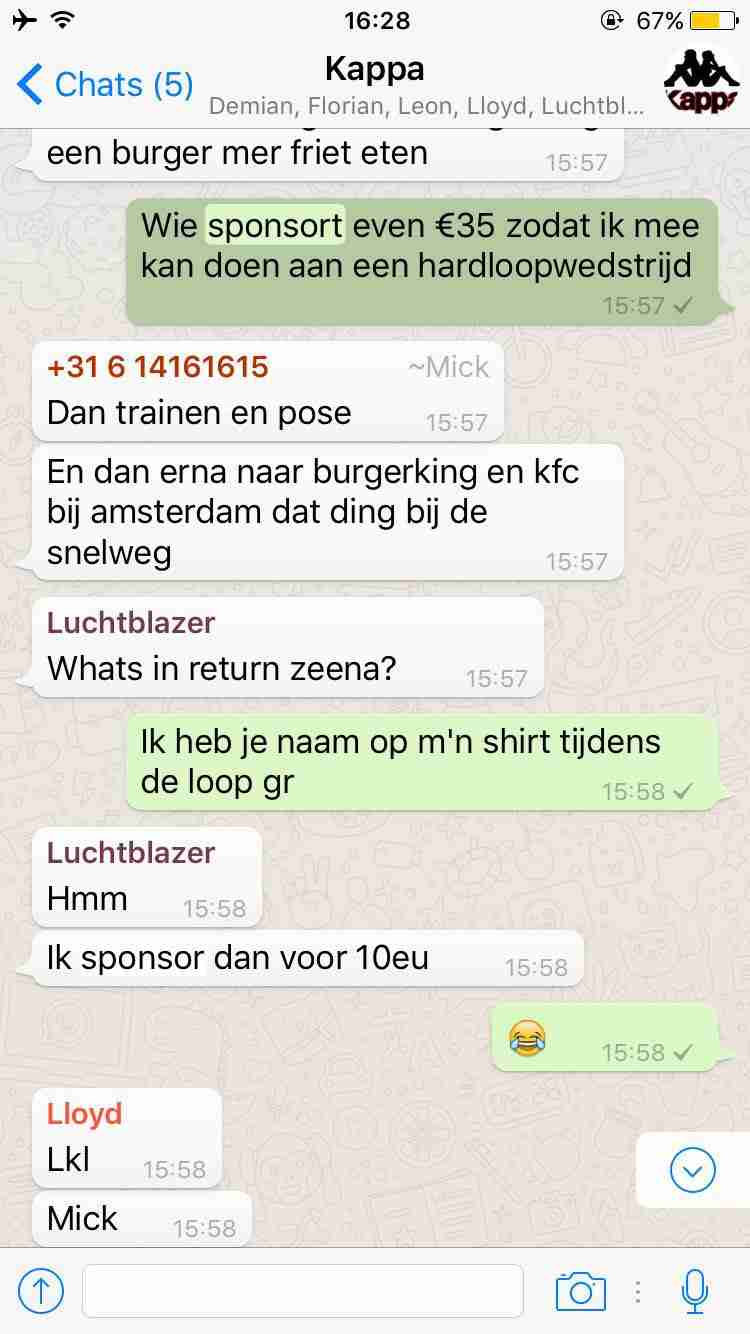 16:28
67%
Chats (5)
Kappa
Demian, Florian, Leon, Lloyd, Luchtbl...
Kappa
een burger mer friet eten
15:57
Wie sponsort even €35 zodat ik mee
kan doen aan een hardloopwedstrijd
15:57
+31 6 14161615 ~Mick
Dan trainen en pose
15:57
En dan erna naar burgerking en kfc
bij amsterdam dat ding bij de
snelweg
15:57
Luchtblazer
Whats in return zeena?
15:57
Ik heb je naam op m'n shirt tijdens
de loop gr
15:58
Luchtblazer
Hmm
15:58
Ik sponsor dan voor 10eu
15:58
😂
15:58
Lloyd
Lkl
15:58
Mick
15:58